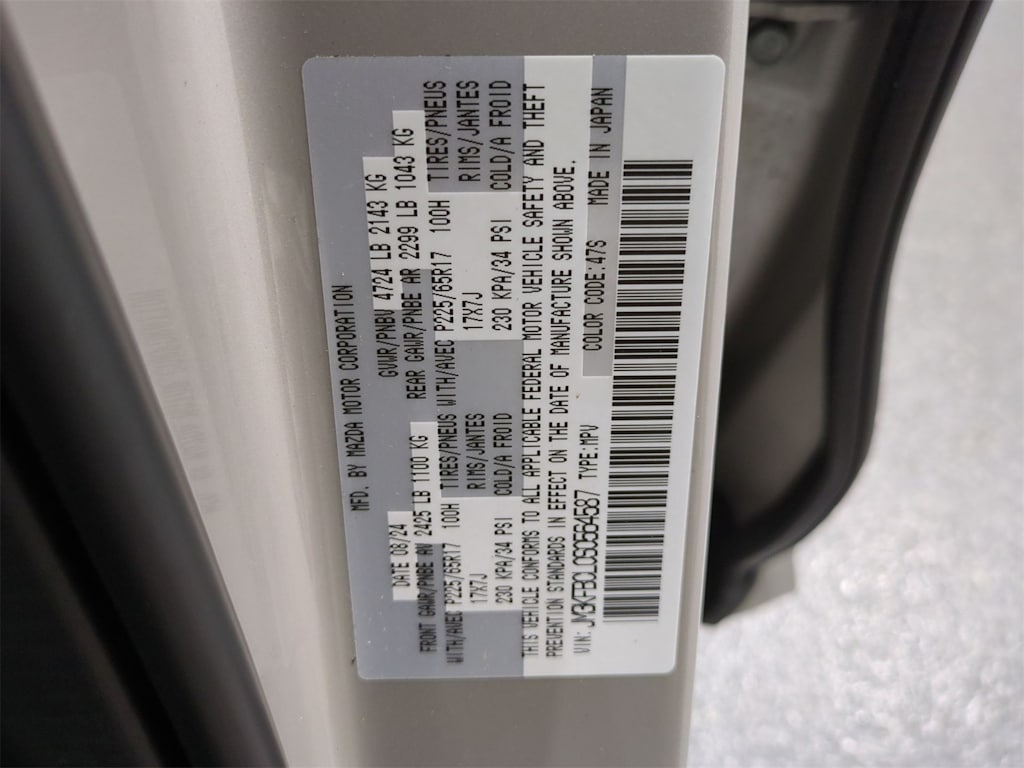 MFD. BY MAZDA MOTOR CORPORATION
DATE 08/24 GVWR/PNBV 4724 LB 2143 KG
FRONT GAWR/PNBE AV 2425 LB 1100 KG REAR GAWR/PNBE AR 2299 LB 1043 KG
WITH/AVEC P225/65R17 100H TIRES/PNEUS WITH/AVEC P225/65R17 100H TIRES/PNEUS
17X7J RIMS/JANTES 17X7J RIMS/JANTES
230 KPA/34 PSI COLD/A FROID 230 KPA/34 PSI COLD/A FROID
THIS VEHICLE CONFORMS TO ALL APPLICABLE FEDERAL MOTOR VEHICLE SAFETY AND THEFT
PREVENTION STANDARDS IN EFFECT ON THE DATE OF MANUFACTURE SHOWN ABOVE.
VIN: TYPE:MPV COLOR CODE:47S MADE IN JAPAN